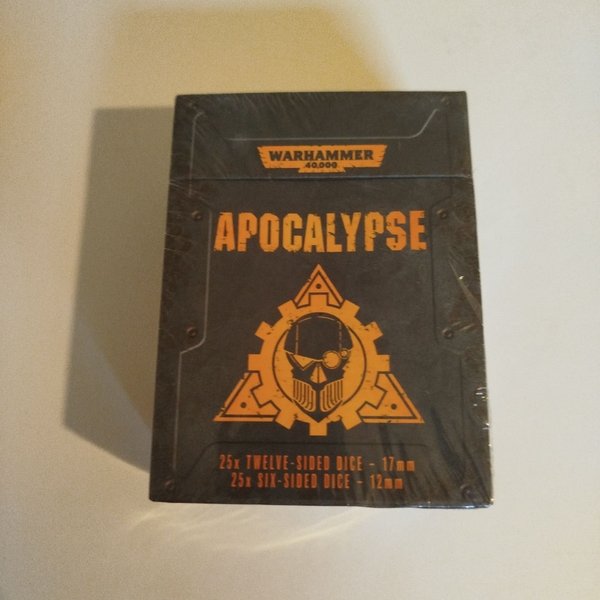 WARHAMMER
40,000
APOCALYPSE
25x TWELVE-SIDED DICE - 17mm
25x SIX-SIDED DICE - 12mm